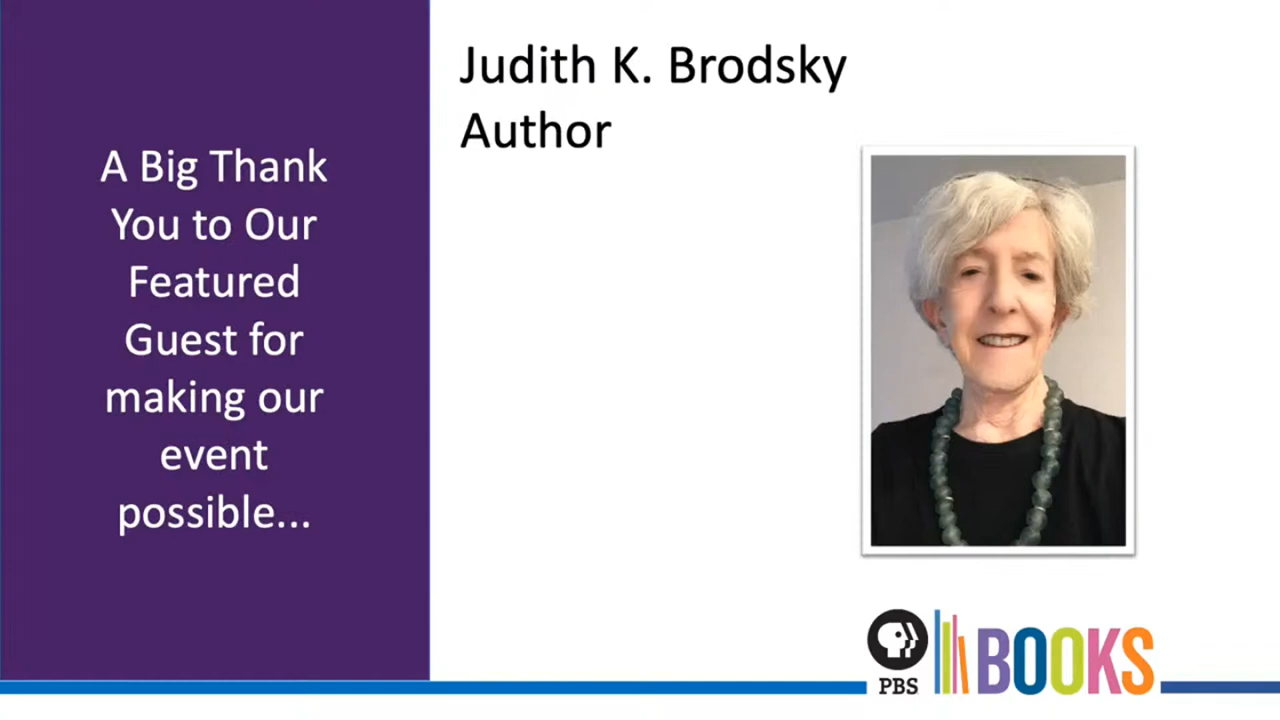 A Big Thank
You to Our
Featured
Guest for
making our
event
possible...
Judith K. Brodsky
Author
PBS
BOOKS